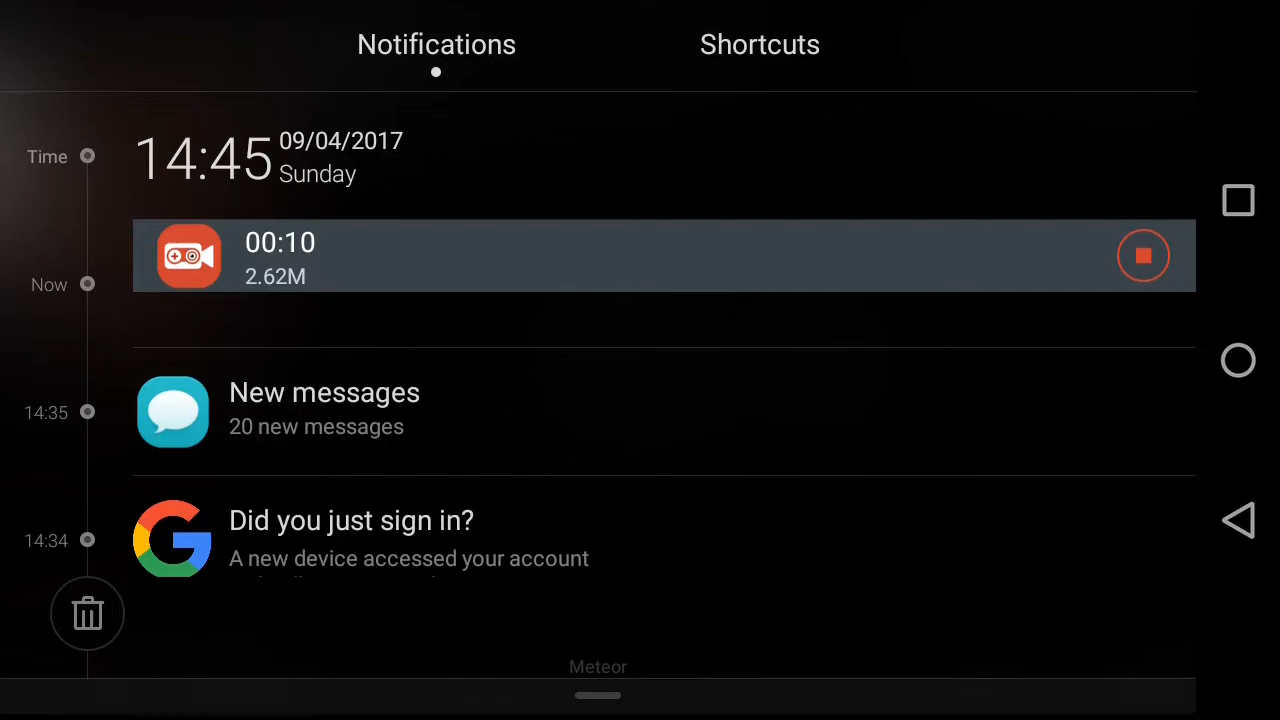 Notifications
Shortcuts
Time
14:45
09/04/2017
Sunday
Now
00:10
2.62M
14:35
New messages
20 new messages
14:34
Did you just sign in?
A new device accessed your account
Meteor